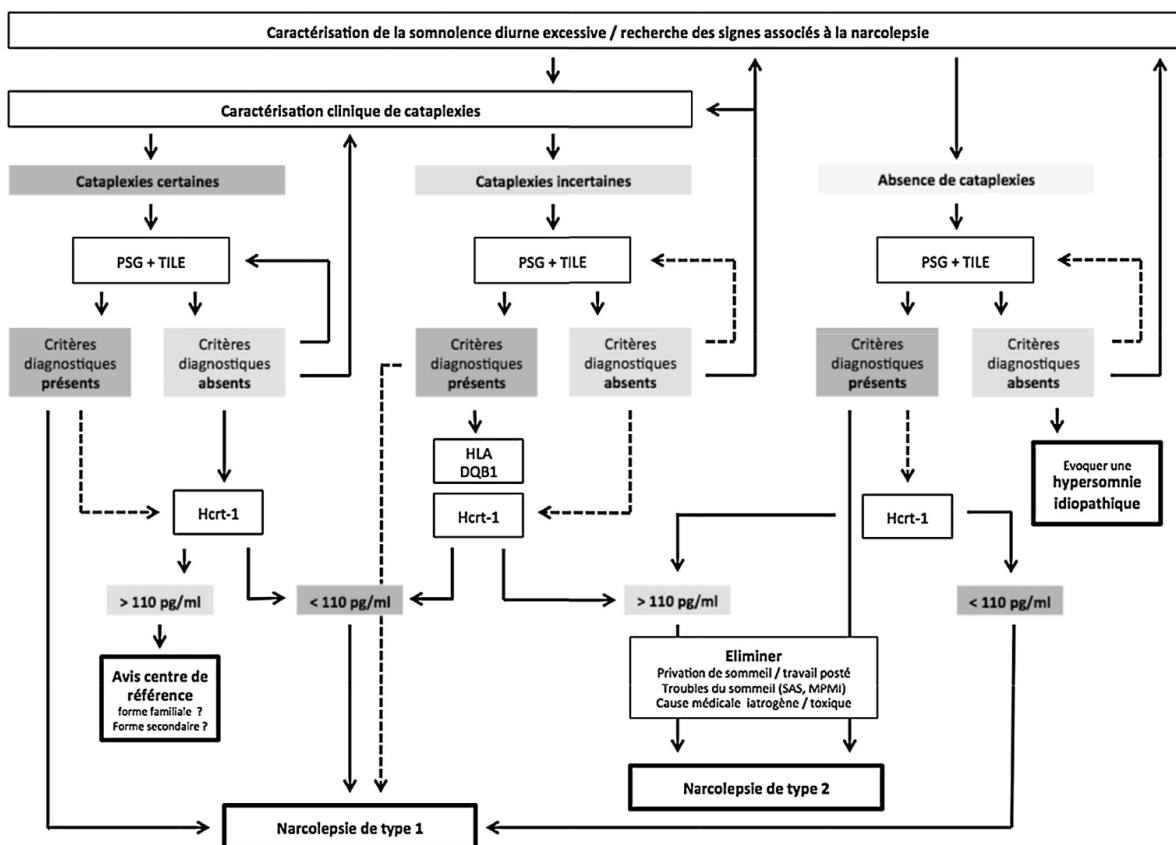 Caractérisation de la somnolence diurne excessive / recherche des signes associés à la narcolepsie
Caractérisation clinique de cataplexies
Cataplexies certaines
Cataplexies incertaines
Absence de cataplexies
PSG + TILE
PSG + TILE
PSG + TILE
Critères
diagnostiques
présents
Critères
diagnostiques
absents
Critères
diagnostiques
présents
Critères
diagnostiques
absents
Critères
diagnostiques
présents
Critères
diagnostiques
absents
HLA
DQB1
Hcrt-1
Hcrt-1
Hcrt-1
Evoquer une
hypersomnie
idiopathique
> 110 pg/ml
< 110 pg/ml
> 110 pg/ml
< 110 pg/ml
Avis centre de
référence
forme familiale ?
Forme secondaire ?
Eliminer
Privation de sommeil / travail posté
Troubles du sommeil (SAS, MPMI)
Cause médicale iatrogène / toxique
Narcolepsie de type 2
Narcolepsie de type 1